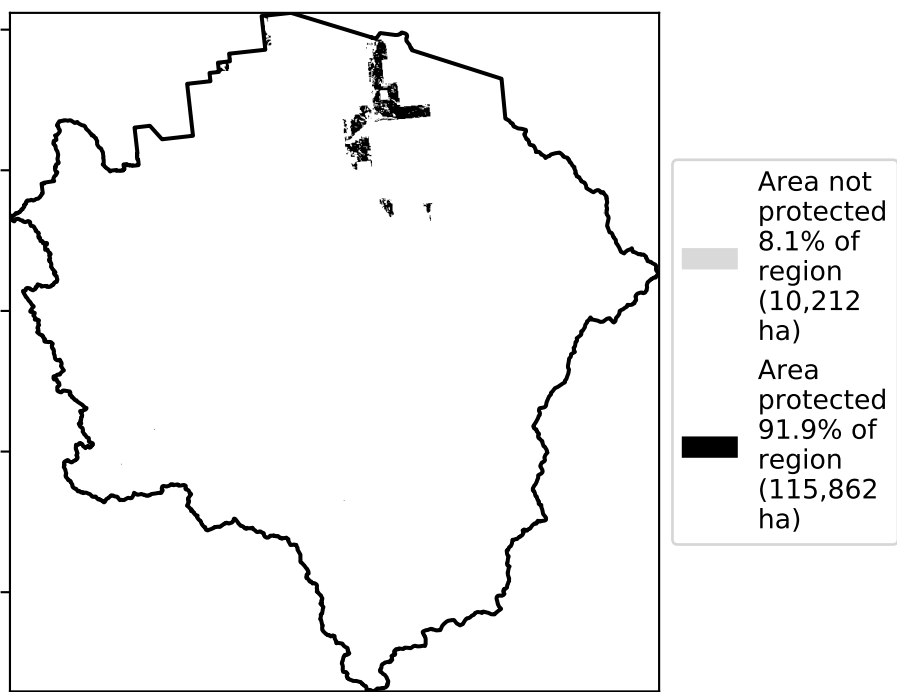 Area not
protected
8.1% of
region
(10,212
ha)
Area
protected
91.9% of
region
(115,862
ha)